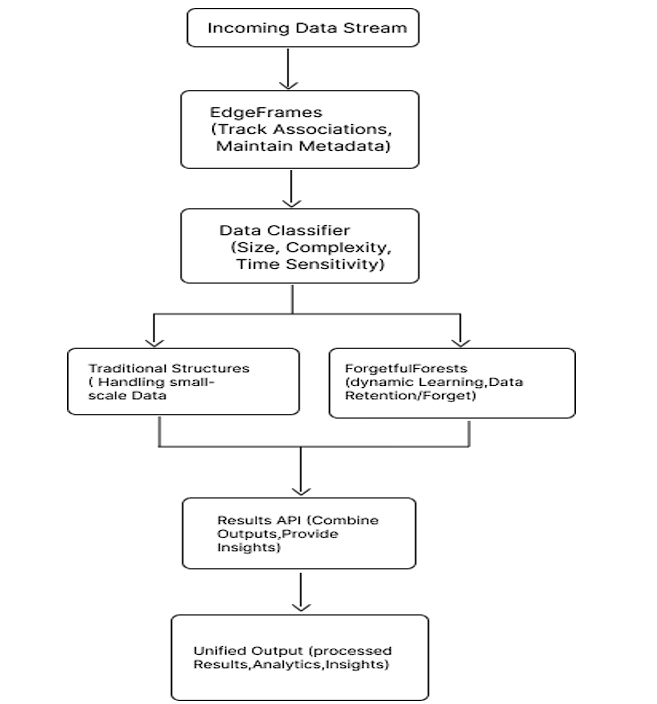 Incoming Data Stream
EdgeFrames
(Track Associations,
Maintain Metadata)
Data Classifier
(Size, Complexity,
Time Sensitivity)
Traditional Structures
( Handling small-
scale Data
ForgetfulForests
(dynamic Learning,Data
Retention/Forget)
Results API (Combine
Outputs,Provide
Insights)
Unified Output (processed
Results,Analytics,Insights)